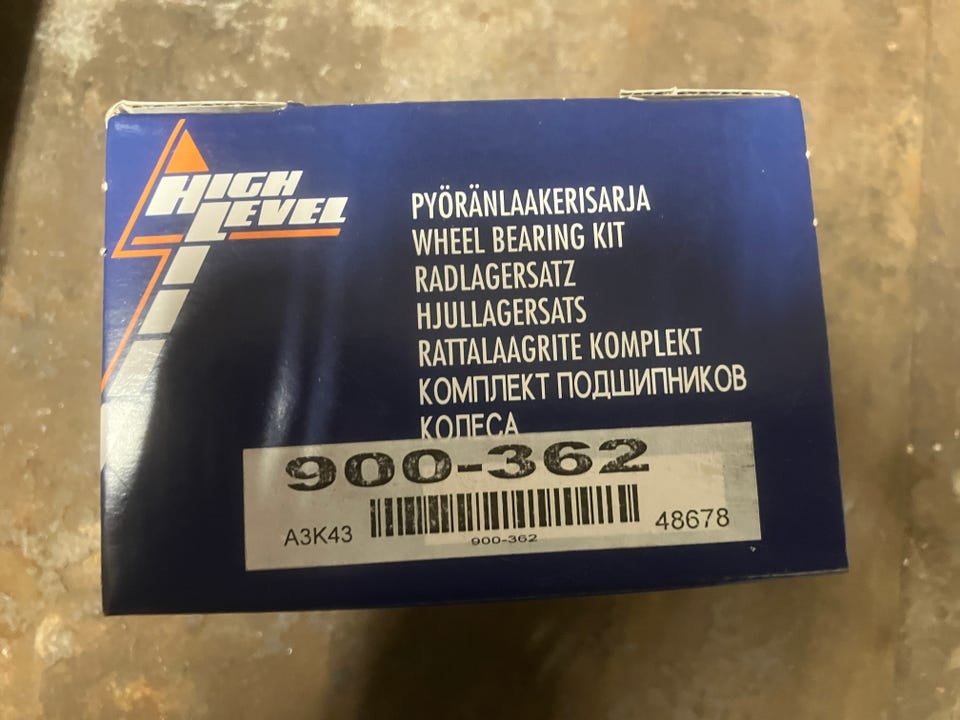 HIGH
LEVEL
PYÖRÄNLAAKERISARJA
WHEEL BEARING KIT
RADLAGERSATZ
HJULLAGERSATS
RATTALAAGRITE KOMPLEKT
КОМПЛЕКТ ПОДШИПНИКОВ
КОЛЕСА
900-362
A3K43
900-362
48678